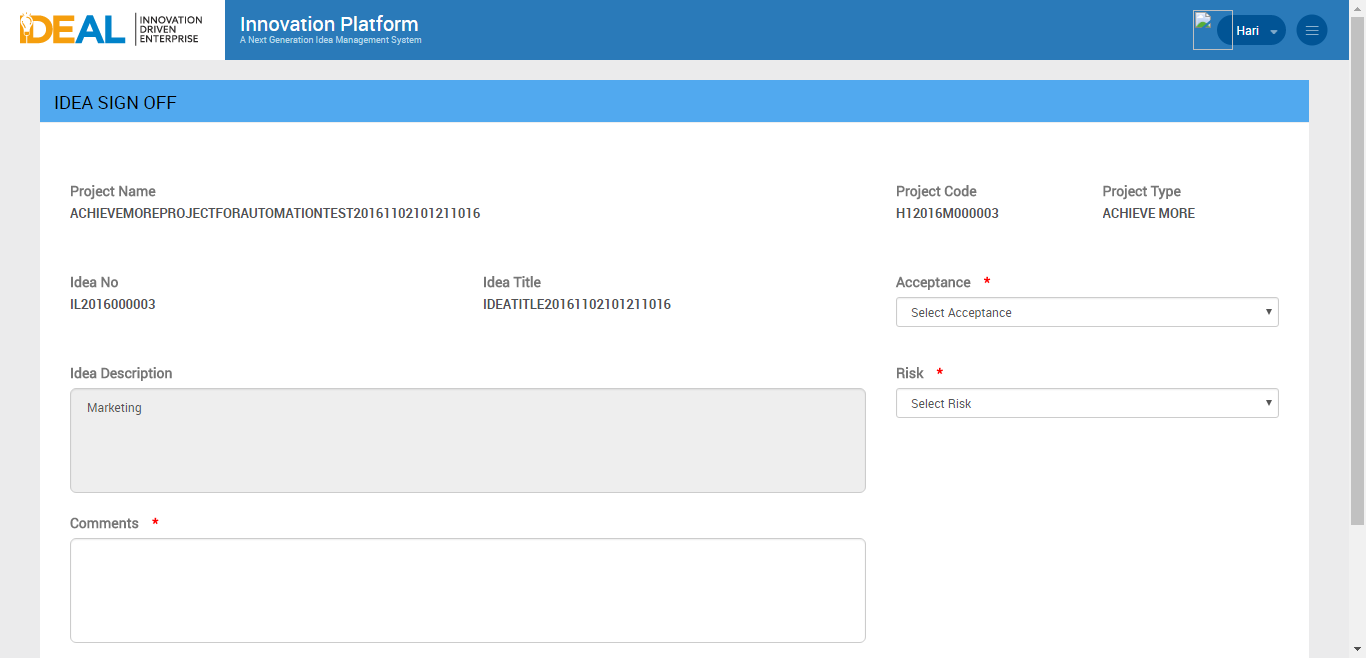 iDEAL
INNOVATION
DRIVEN
ENTERPRISE
Innovation Platform
A Next Generation Idea Management System
Hari
IDEA SIGN OFF
Project Name
Project Code
Project Type
ACHIEVEMOREPROJECTFORAUTOMATIONTEST20161102101211016
H12016M000003
ACHIEVE MORE
Idea No
Idea Title
Acceptance *
IL2016000003
IDEATITLE20161102101211016
Select Acceptance
Idea Description
Risk *
Marketing
Select Risk
Comments *